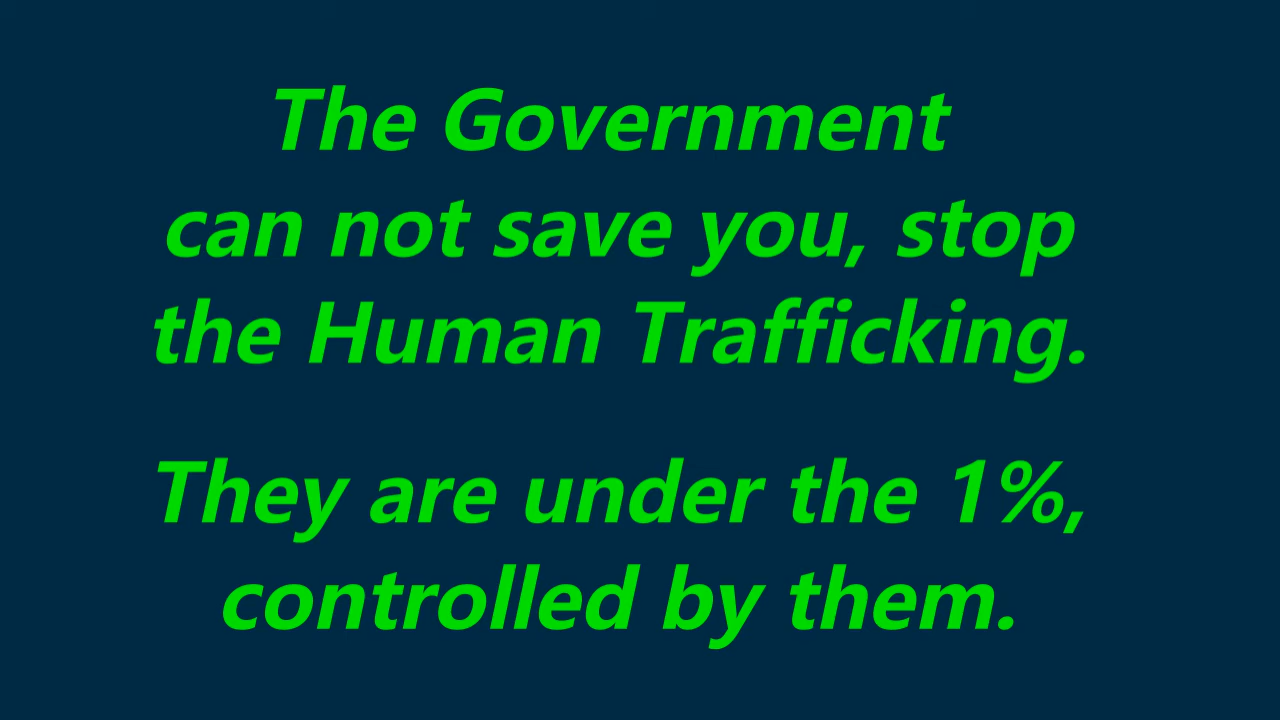 The Government
can not save you, stop
the Human Trafficking.
They are under the 1%,
controlled by them.